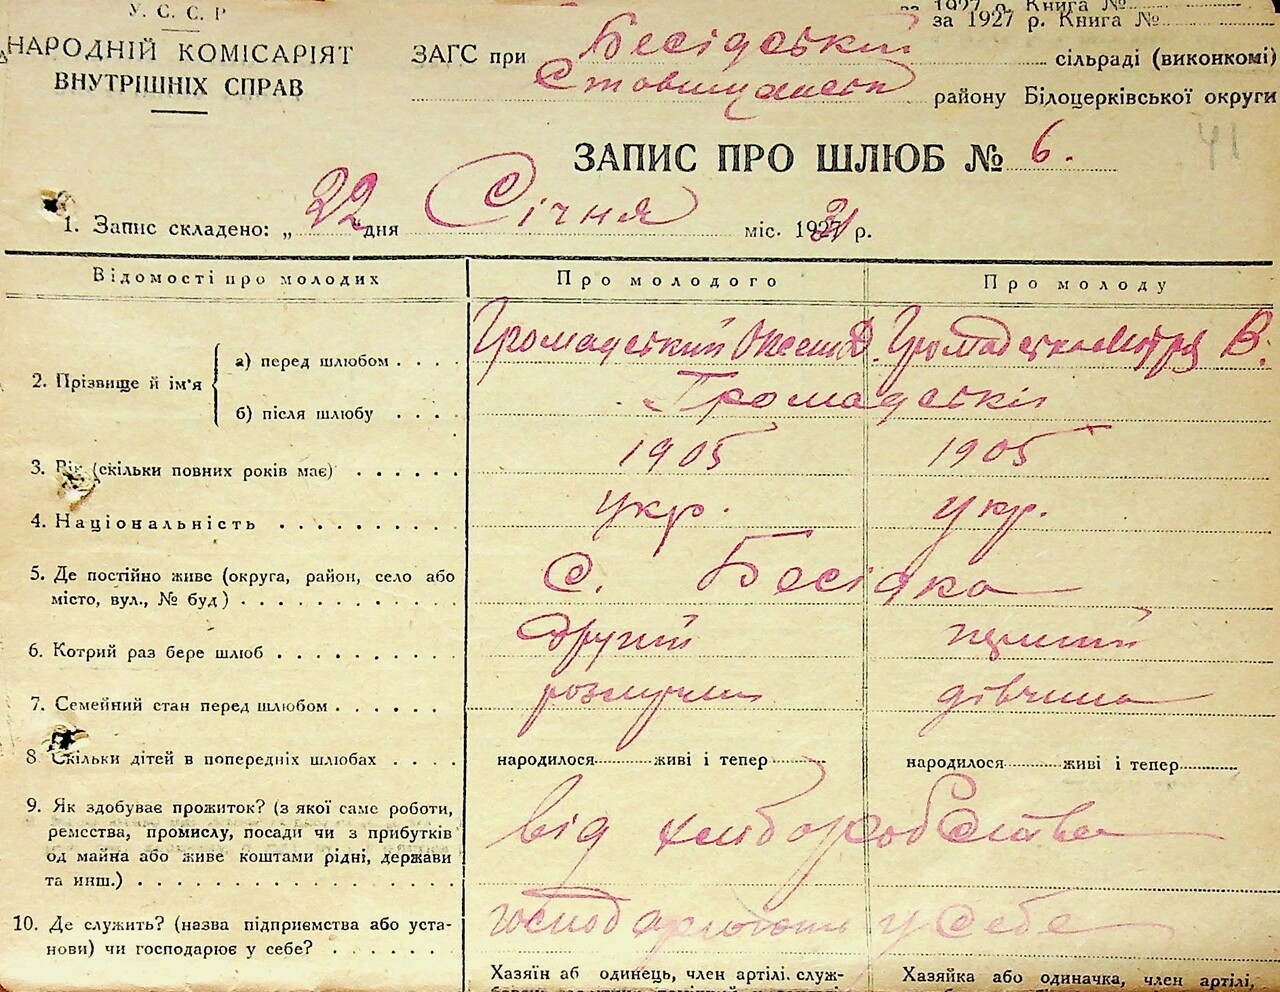 У. С. С. Р
НАРОДНІЙ КОМІСАРІЯТ
ВНУТРІШНІХ СПРАВ
за 1927 р. Книга №
за 1927 р. Книга №
ЗАГС при Бесідський сільраді (виконкомі)
Ставищанськ району Білоцерківської округи
ЗАПИС ПРО ШЛЮБ № 6.
41
1. Запис складено: „ 22 " дня Січня міс. 1931 р.
Відомості про молодих
Про молодого
Про молоду
2. Прізвище й ім'я
а) перед шлюбом . . . .
Громадський Д. Громадська Мотря В.
б) після шлюбу . . . .
Громадські
3. Вік (скільки повних років має) . . . . . .
1905 1905
4. Національність . . . . . . . . . .
укр. укр.
5. Де постійно живе (округа, район, село або
місто, вул., № буд) . . . . . . . . . . . .
С. Бесідка
6. Котрий раз бере шлюб . . . . . . . . . .
другий перший
7. Семейний стан перед шлюбом . . . . . .
дівчина
8 Скільки дітей в попередніх шлюбах . . . .
народилося живі і тепер
народилося живі і тепер
9. Як здобуває прожиток? (з якої саме роботи,
ремества, промислу, посади чи з прибутків
од майна або живе коштами рідні, держави
та инш.) . . . . . . . . . . . . . . . . . .
від хліборобства
10. Де служить? (назва підприємства або уста-
нови) чи господарює у себе? . . . . . . .
господарюють у себе
Хазяїн аб одинець, член артілі. служ-
Хазяйка або одиначка, член артілі,